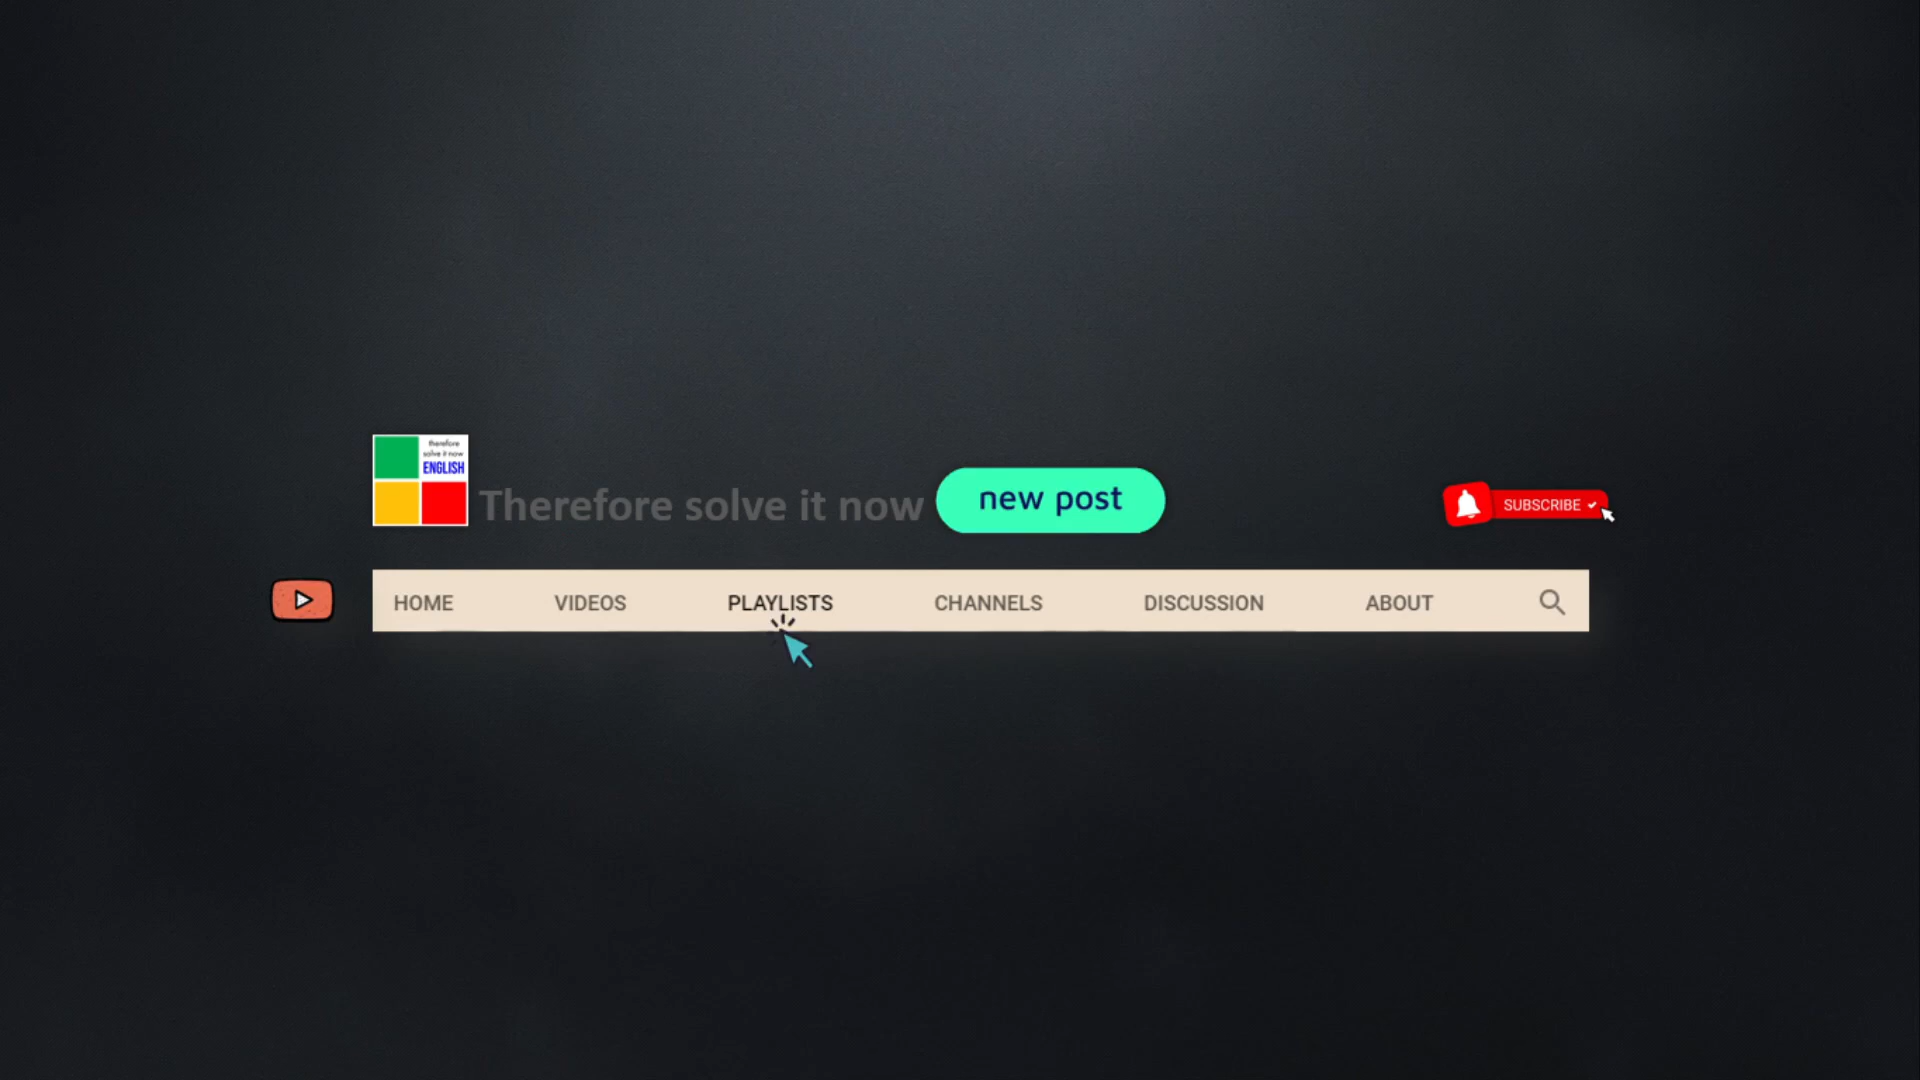 therefore
solve it now
ENGLISH
Therefore solve it now
new post
SUBSCRIBE
HOME VIDEOS PLAYLISTS CHANNELS DISCUSSION ABOUT